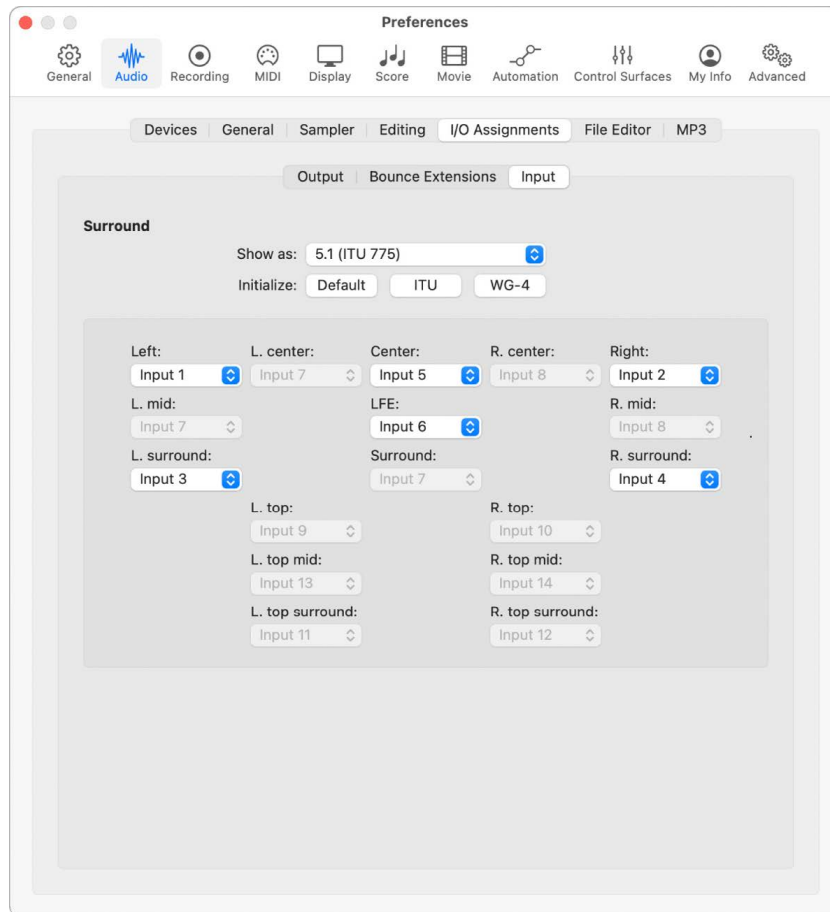 Preferences
General Audio Recording MIDI Display Score Movie Automation Control Surfaces My Info Advanced
Devices General Sampler Editing I/O Assignments File Editor MP3
Output Bounce Extensions Input
Surround
Show as: 5.1 (ITU 775)
Initialize: Default ITU WG-4
Left: L. center: Center: R. center: Right:
Input 1 Input 7 Input 5 Input 8 Input 2
L. mid: LFE: R. mid:
Input 7 Input 6 Input 8
L. surround: Surround: R. surround:
Input 3 Input 7 Input 4
L. top: R. top:
Input 9 Input 10
L. top mid: R. top mid:
Input 13 Input 14
L. top surround: R. top surround:
Input 11 Input 12